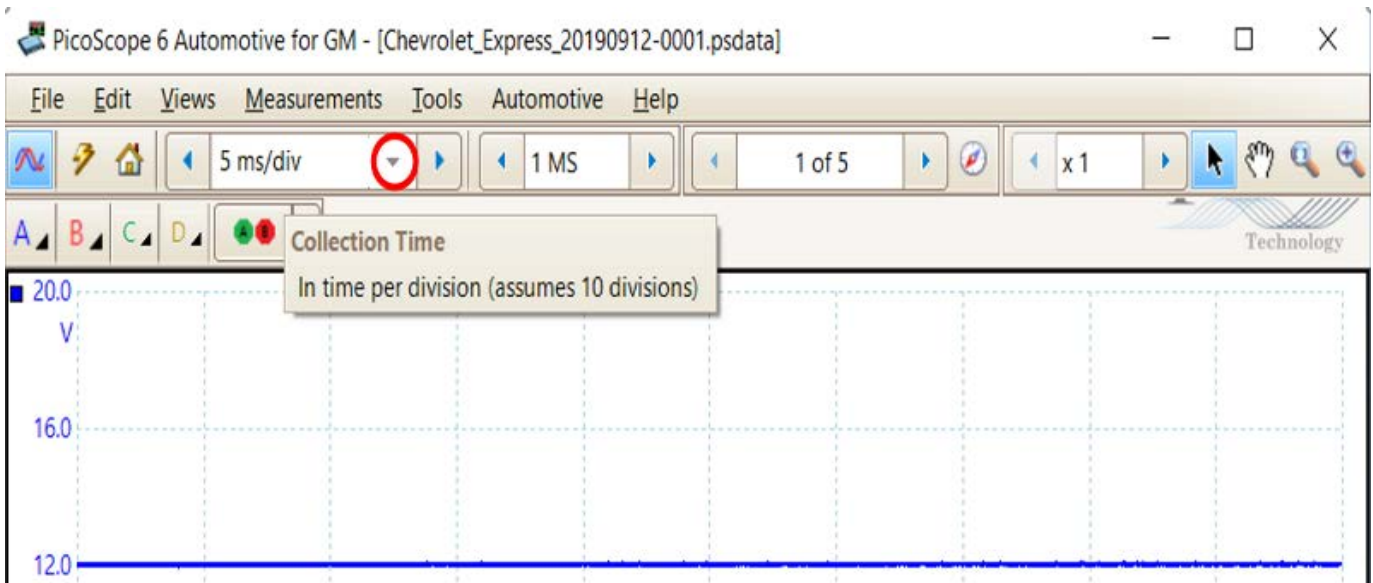 PicoScope 6 Automotive for GM - [Chevrolet_Express_20190912-0001.psdata]
File Edit Views Measurements Tools Automotive Help
5 ms/div 1 MS 1 of 5 x 1
A B C D A B Technology
Collection Time
In time per division (assumes 10 divisions)
20.0
V
16.0
12.0